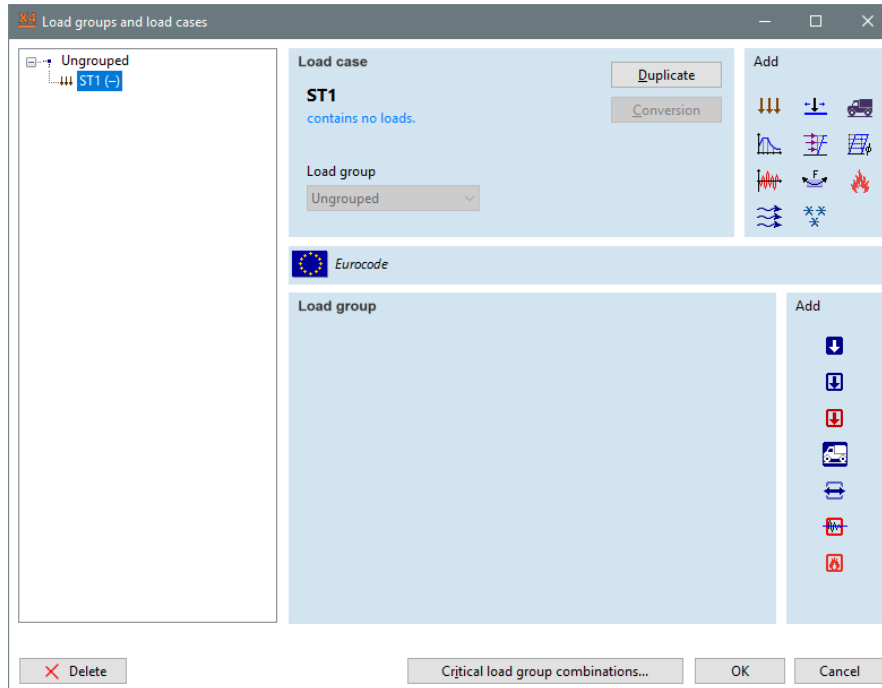 X4 Load groups and load cases
Ungrouped
ST1 (--)
Load case
Duplicate
ST1
contains no loads.
Conversion
Load group
Ungrouped
Add
F
ϕ
Eurocode
Load group
Add
Delete
Critical load group combinations...
OK
Cancel